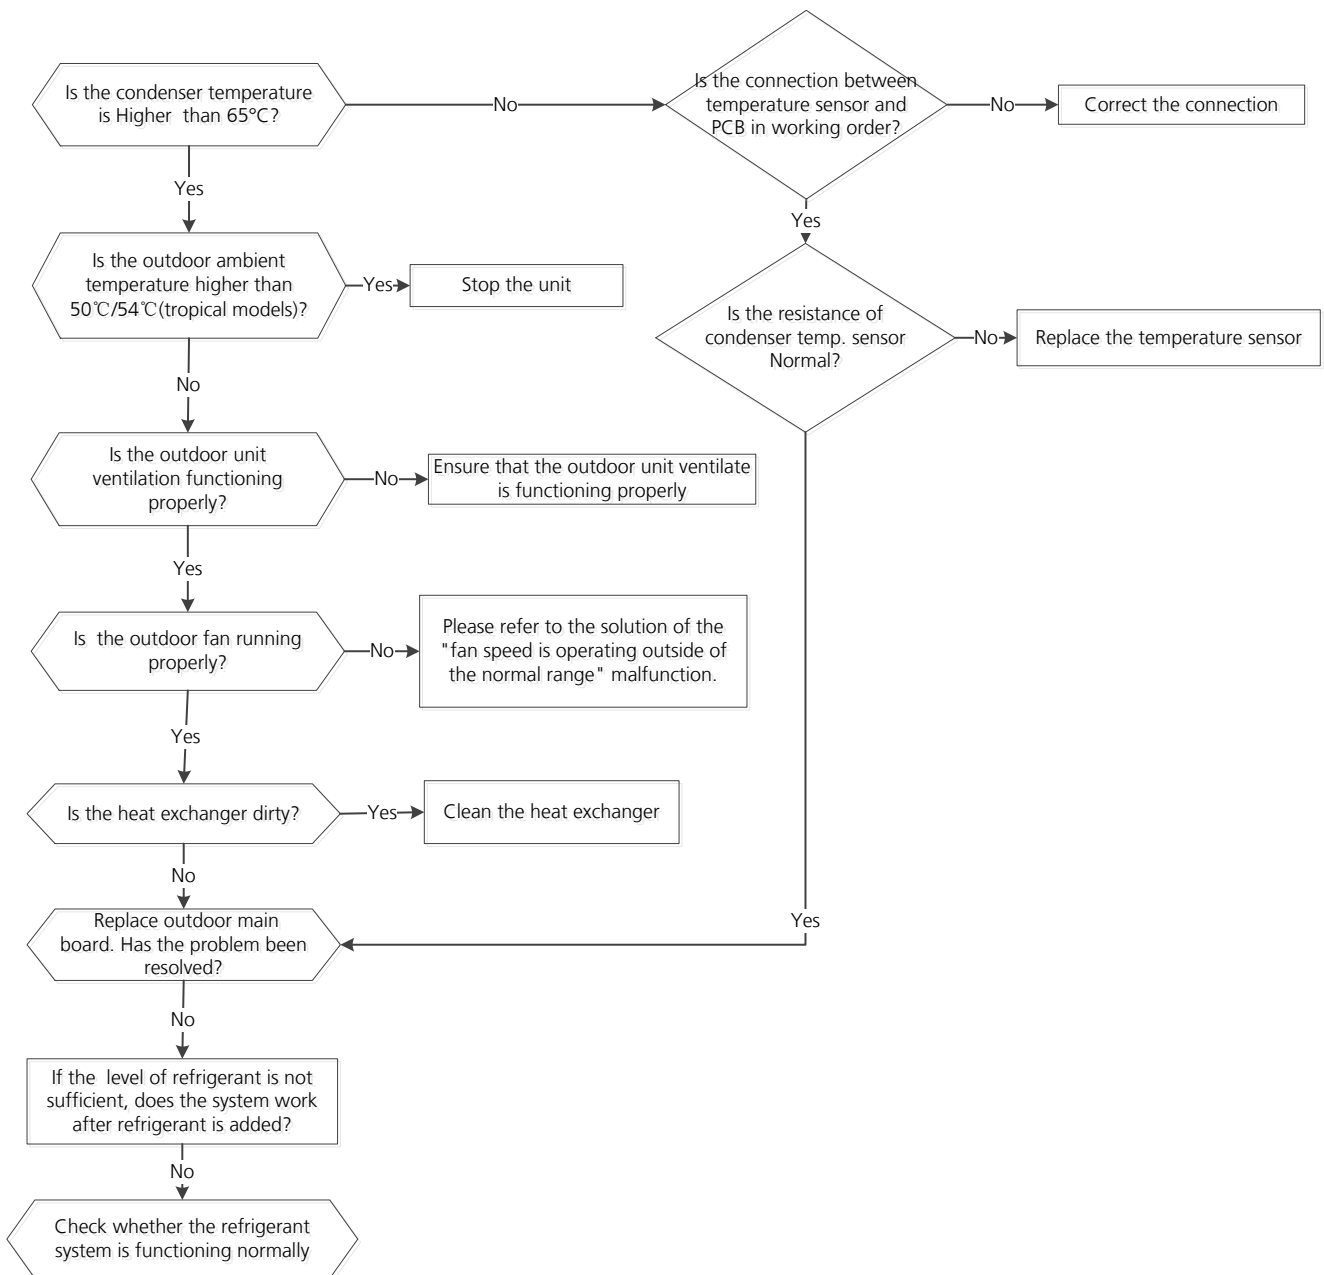 Is the condenser temperature
is Higher than 65°C?
No
Is the connection between
temperature sensor and
PCB in working order?
No
Correct the connection
Yes
Yes
Is the outdoor ambient
temperature higher than
50℃/54℃(tropical models)?
Yes
Stop the unit
Is the resistance of
condenser temp. sensor
Normal?
No
Replace the temperature sensor
No
Is the outdoor unit
ventilation functioning
properly?
No
Ensure that the outdoor unit ventilate
is functioning properly
Yes
Is the outdoor fan running
properly?
No
Please refer to the solution of the
"fan speed is operating outside of
the normal range" malfunction.
Yes
Is the heat exchanger dirty?
Yes
Clean the heat exchanger
No
Yes
Replace outdoor main
board. Has the problem been
resolved?
No
If the level of refrigerant is not
sufficient, does the system work
after refrigerant is added?
No
Check whether the refrigerant
system is functioning normally